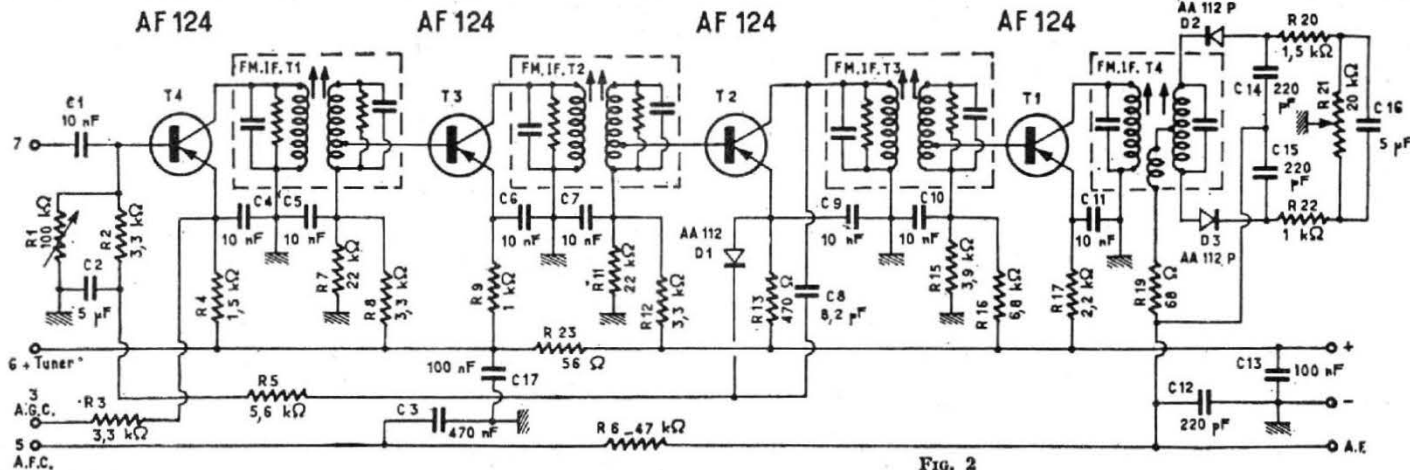 AF 124 AF 124 AF 124 AF 124
AA 112 P
D2
R 20
1,5 kΩ
FM.IF.T1
FM.IF.T2
FM.IF.T3
FM.IF.T4
C1
10 nF
T4
T3
T2
T1
C14
220
pF
R 21
20 kΩ
C 16
5 µF
7
C15
220
pF
R1
100 kΩ
R2
3,3 kΩ
C2
5 µF
C4
10 nF
C5
10 nF
C6
10 nF
C7
10 nF
AA 112
D1
C9
10 nF
C10
10 nF
C11
10 nF
D3
AA 112 P
R 22
1 kΩ
R4
1,5 kΩ
R7
22 kΩ
R8
3,3 kΩ
R9
1 kΩ
R11
22 kΩ
R12
3,3 kΩ
R13
470 Ω
C8
8,2 pF
R15
3,9 kΩ
R16
6,8 kΩ
R17
2,2 kΩ
R19
68 Ω
R 23
56 Ω
6 + Tuner
+
100 nF
C17
C13
100 nF
R5
5,6 kΩ
3
A.G.C.
R3
3,3 kΩ
C3
470 nF
C12
220 pF
-
R 6 _ 47 kΩ
5
A.F.C.
A.F.
FIG. 2